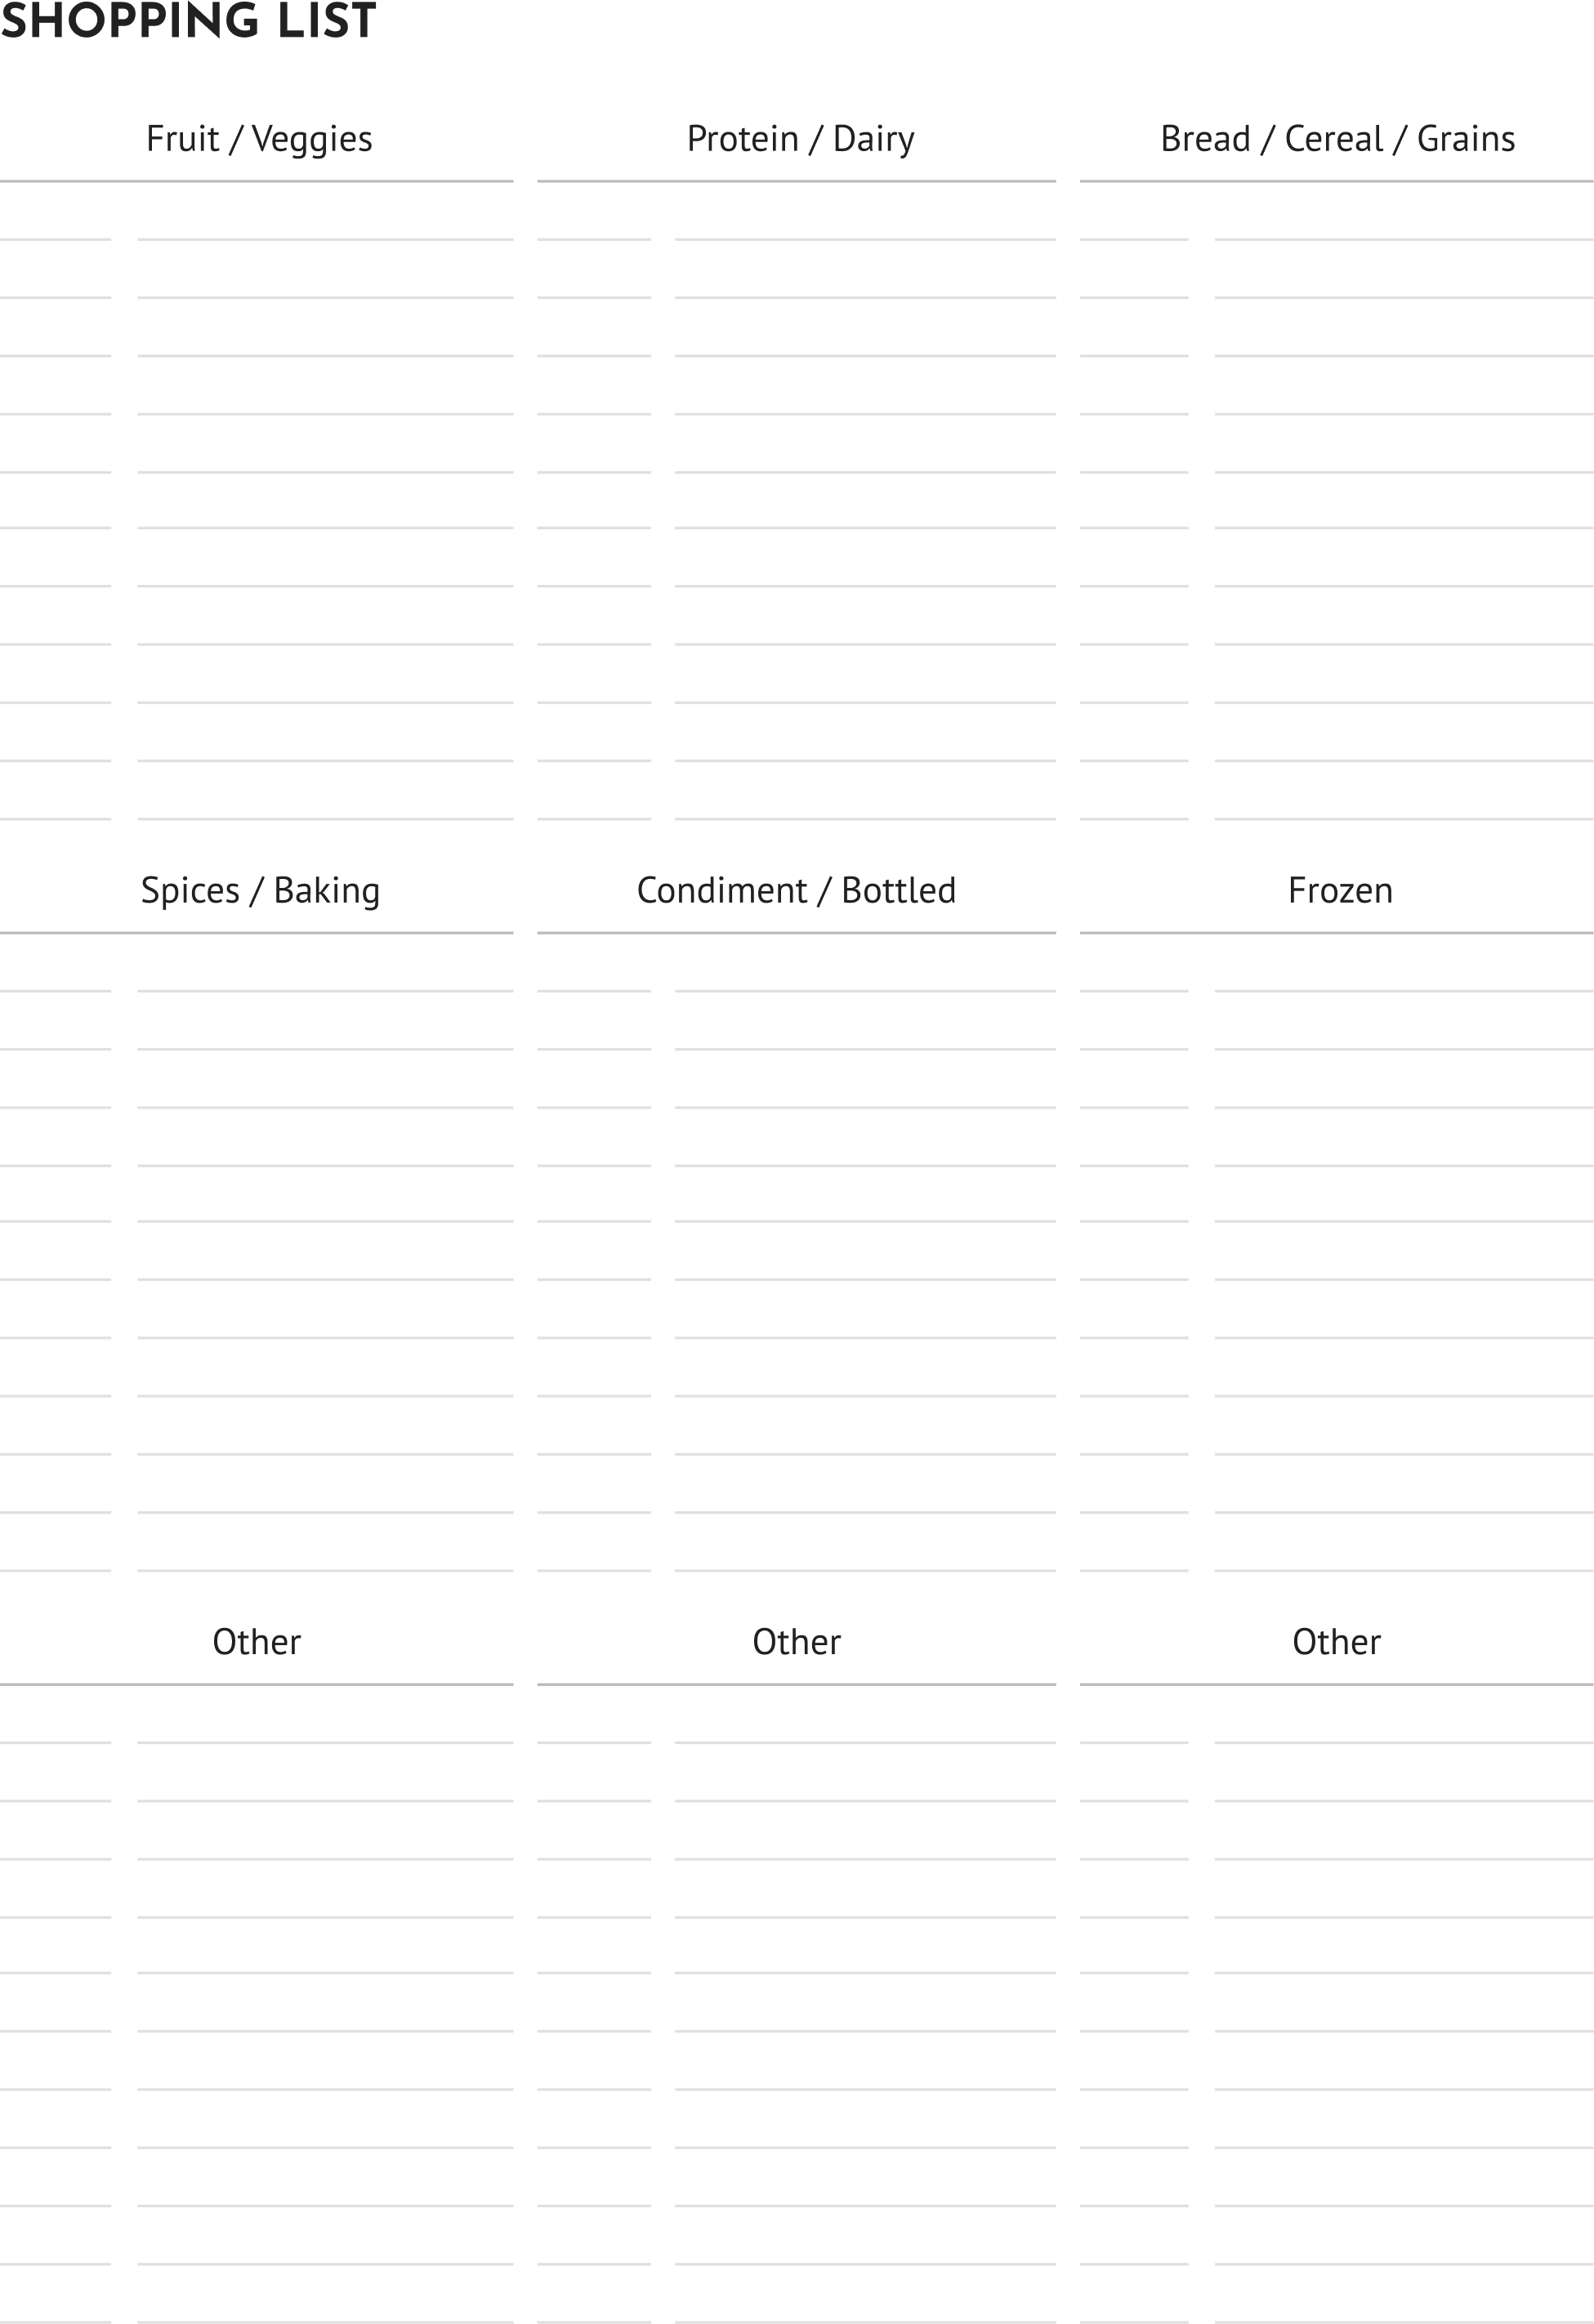 SHOPPING LIST
Fruit / Veggies
Protein / Dairy
Bread / Cereal / Grains
Spices / Baking
Condiment / Bottled
Frozen
Other
Other
Other